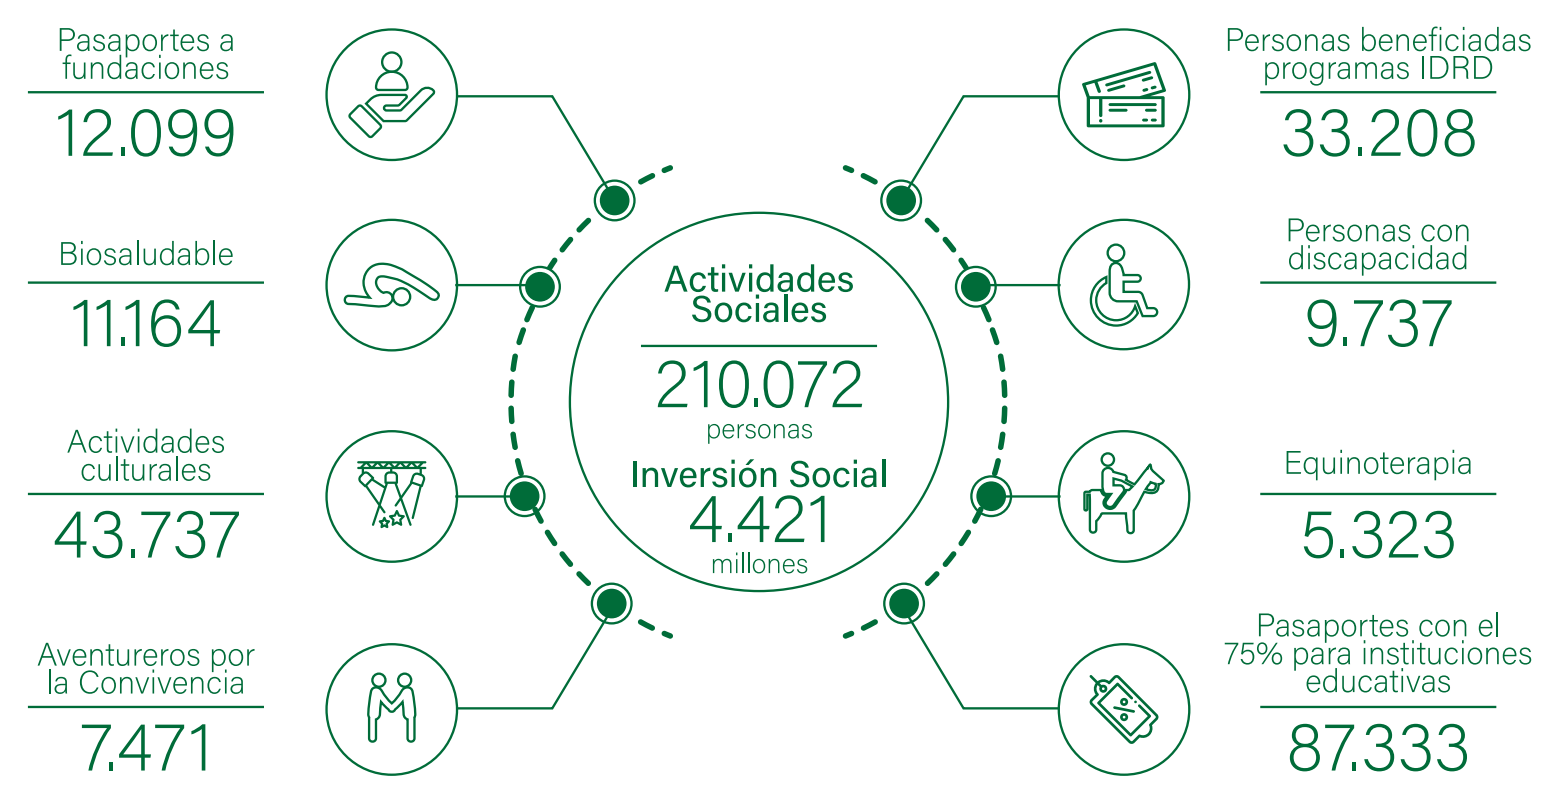 Pasaportes a
fundaciones
12.099
Biosaludable
11.164
Actividades
culturales
43.737
Aventureros por
la Convivencia
7.471
Actividades
Sociales
210.072
personas
Inversión Social
4.421
millones
Personas beneficiadas
programas IDRD
33.208
Personas con
discapacidad
9.737
Equinoterapia
5.323
Pasaportes con el
75% para instituciones
educativas
87.333
%